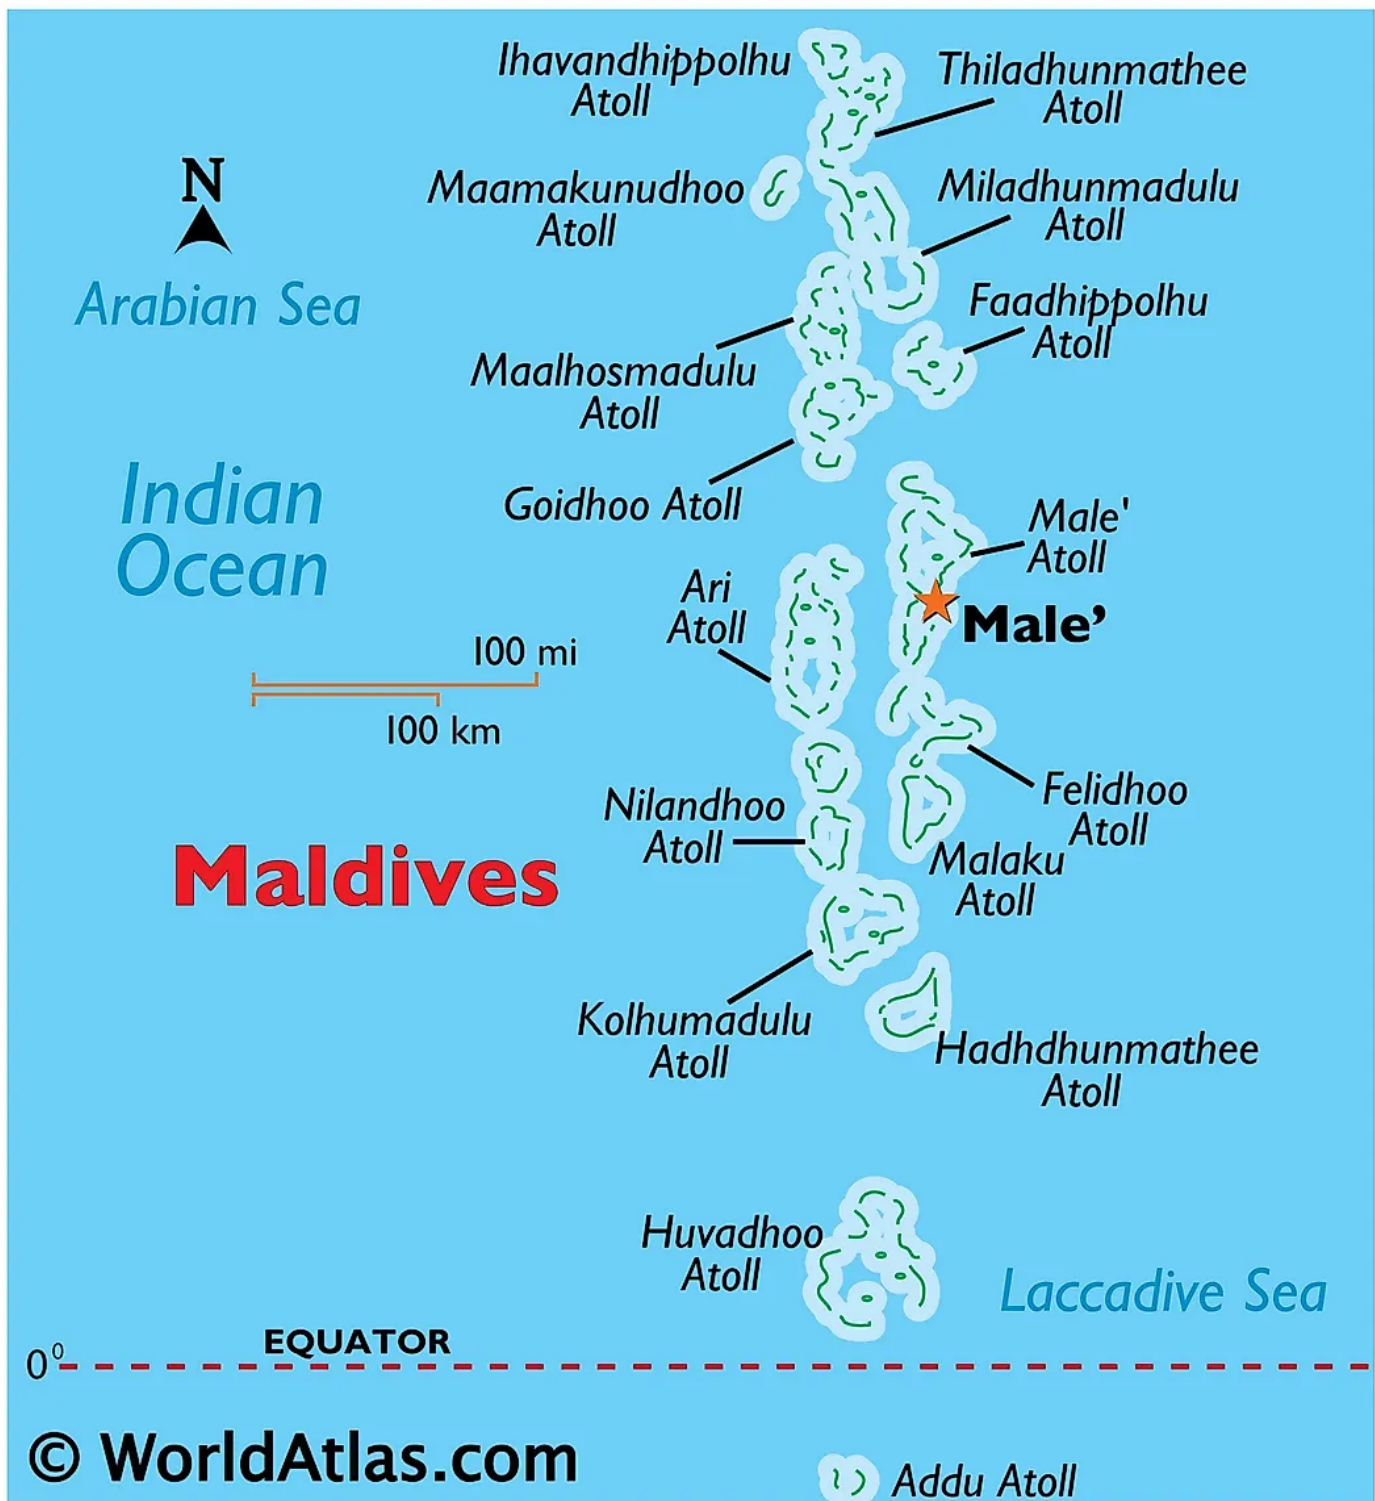 Ihavandhippolhu
Atoll
Thiladhunmathee
Atoll
N
Maamakunudhoo
Atoll
Miladhunmadulu
Atoll
Arabian Sea
Faadhippolhu
Atoll
Maalhosmadulu
Atoll
Indian
Ocean
Goidhoo Atoll
Male'
Atoll
Ari
Atoll
Male’
100 mi
100 km
Felidhoo
Atoll
Nilandhoo
Atoll
Maldives
Malaku
Atoll
Kolhumadulu
Atoll
Hadhdhunmathee
Atoll
Huvadhoo
Atoll
Laccadive Sea
EQUATOR
0⁰
© WorldAtlas.com
Addu Atoll